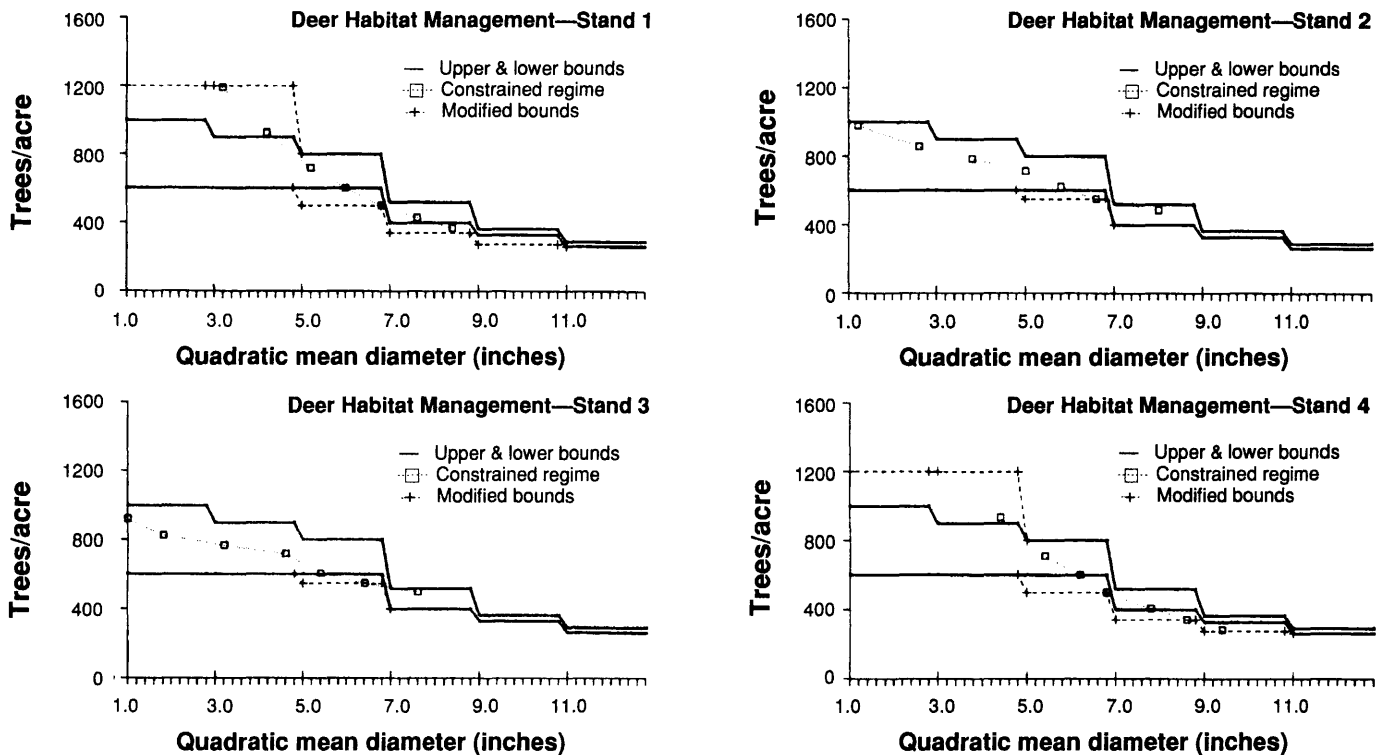 Deer Habitat Management—Stand 1
Upper & lower bounds
Constrained regime
Modified bounds
Trees/acre
1600
1200
800
400
0
1.0 3.0 5.0 7.0 9.0 11.0
Quadratic mean diameter (inches)
Deer Habitat Management—Stand 2
Upper & lower bounds
Constrained regime
Modified bounds
Trees/acre
1600
1200
800
400
0
1.0 3.0 5.0 7.0 9.0 11.0
Quadratic mean diameter (inches)
Deer Habitat Management—Stand 3
Upper & lower bounds
Constrained regime
Modified bounds
Trees/acre
1600
1200
800
400
0
1.0 3.0 5.0 7.0 9.0 11.0
Quadratic mean diameter (inches)
Deer Habitat Management—Stand 4
Upper & lower bounds
Constrained regime
Modified bounds
Trees/acre
1600
1200
800
400
0
1.0 3.0 5.0 7.0 9.0 11.0
Quadratic mean diameter (inches)